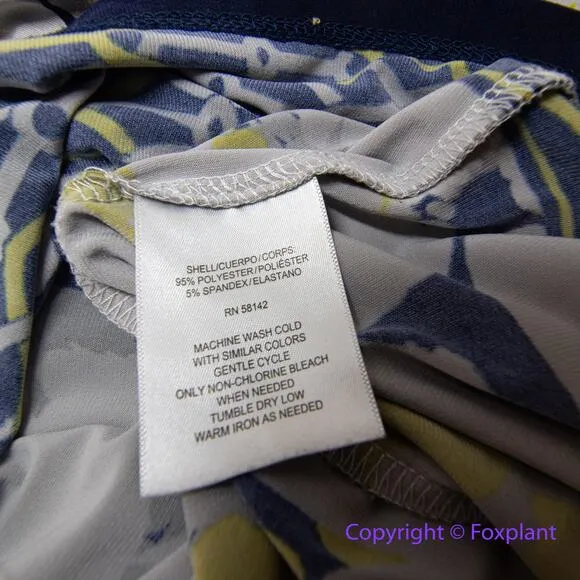 SHELL/CUERPO/CORPS:
95% POLYESTER/POLIÉSTER
5% SPANDEX/ELASTANO
RN 58142
MACHINE WASH COLD
WITH SIMILAR COLORS
GENTLE CYCLE
ONLY NON-CHLORINE BLEACH
WHEN NEEDED
TUMBLE DRY LOW
WARM IRON AS NEEDED
Copyright © Foxplant